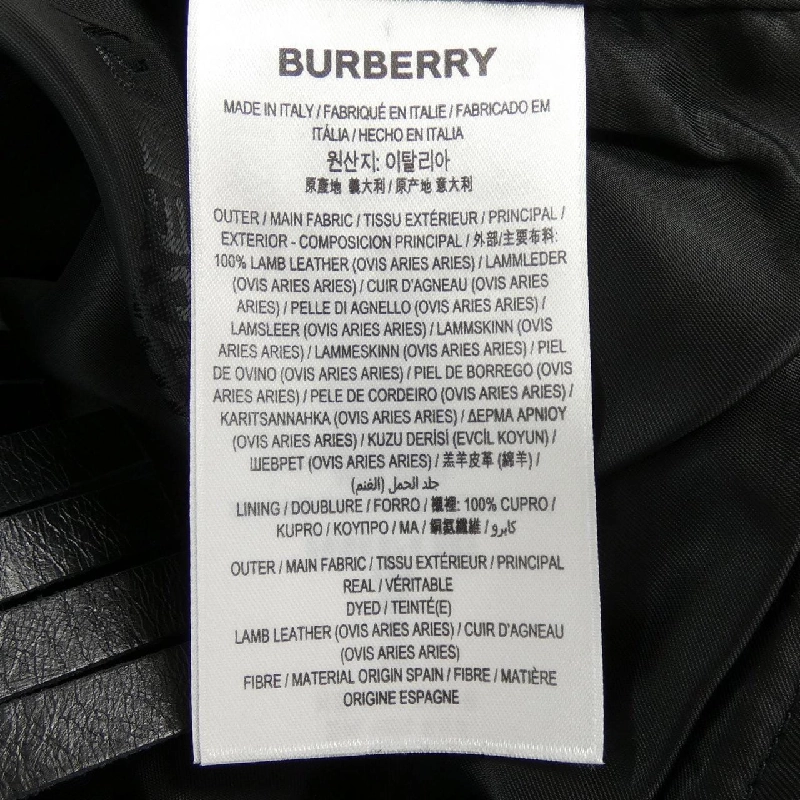 BURBERRY
MADE IN ITALY / FABRIQUÉ EN ITALIE / FABRICADO EM
ITÁLIA / HECHO EN ITALIA
원산지: 이탈리아
原產地 義大利 / 原产地 意大利
OUTER / MAIN FABRIC / TISSU EXTÉRIEUR / PRINCIPAL /
EXTERIOR - COMPOSICION PRINCIPAL / 外部/主要布料:
100% LAMB LEATHER (OVIS ARIES ARIES) / LAMMLEDER
(OVIS ARIES ARIES) / CUIR D'AGNEAU (OVIS ARIES
ARIES) / PELLE DI AGNELLO (OVIS ARIES ARIES) /
LAMSLEER (OVIS ARIES ARIES) / LAMMSKINN (OVIS
ARIES ARIES) / LAMMESKINN (OVIS ARIES ARIES) / PIEL
DE OVINO (OVIS ARIES ARIES) / PIEL DE BORREGO (OVIS
ARIES ARIES) / PELE DE CORDEIRO (OVIS ARIES ARIES) /
KARITSANNAHKA (OVIS ARIES ARIES) / ΔΕΡΜΑ ΑΡΝΙΟΥ
(OVIS ARIES ARIES) / KUZU DERİSİ (EVCİL KOYUN) /
ШЕВРЕТ (OVIS ARIES ARIES) / 羔羊皮革 (綿羊) /
جلد الحمل (الغنم)
LINING / DOUBLURE / FORRO / 襯裡: 100% CUPRO /
KUPRO / ΚΟΥΠΡΟ / MA / 銅氨纖維 / كابرو
OUTER / MAIN FABRIC / TISSU EXTÉRIEUR / PRINCIPAL
REAL / VÉRITABLE
DYED / TEINTÉ(E)
LAMB LEATHER (OVIS ARIES ARIES) / CUIR D'AGNEAU
(OVIS ARIES ARIES)
FIBRE / MATERIAL ORIGIN SPAIN / FIBRE / MATIÈRE
ORIGINE ESPAGNE